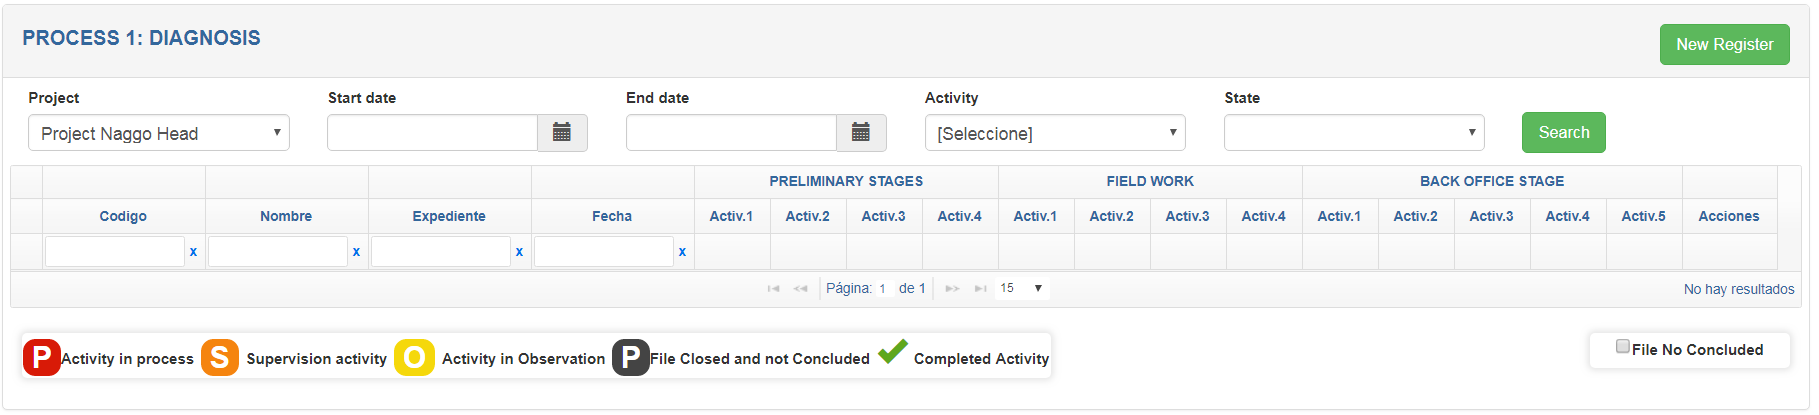 PROCESS 1: DIAGNOSIS
New Register
Project Start date End date Activity State
Project Naggo Head [Seleccione] Search
PRELIMINARY STAGES FIELD WORK BACK OFFICE STAGE
Codigo Nombre Expediente Fecha Activ.1 Activ.2 Activ.3 Activ.4 Activ.1 Activ.2 Activ.3 Activ.4 Activ.1 Activ.2 Activ.3 Activ.4 Activ.5 Acciones
x x x x
Página: 1 de 1 15 No hay resultados
P Activity in process S Supervision activity O Activity in Observation P File Closed and not Concluded Completed Activity
File No Concluded